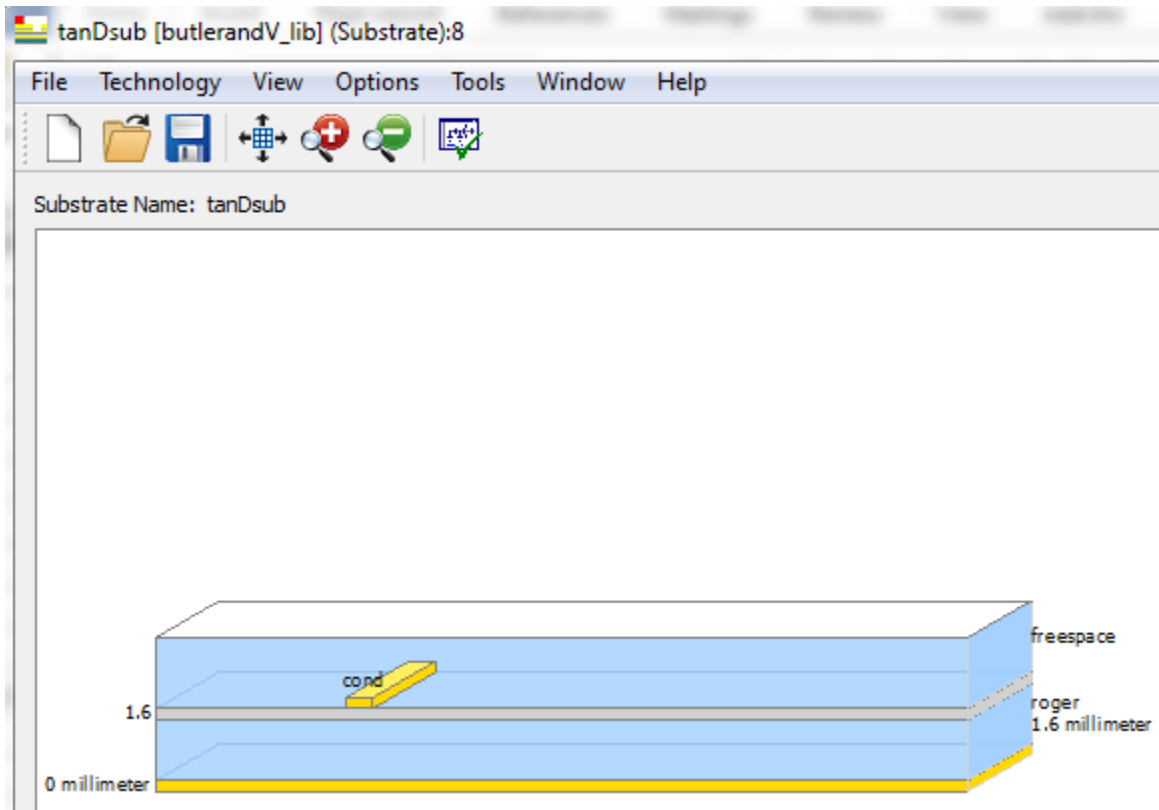 tanDsub [butlerandV_lib] (Substrate):8
File Technology View Options Tools Window Help
Substrate Name: tanDsub
freespace
cond
1.6
roger
1.6 millimeter
0 millimeter